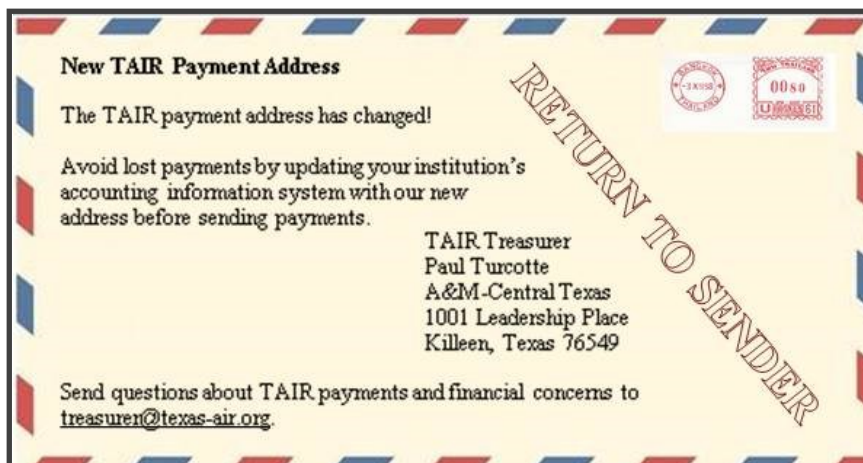 New TAIR Payment Address
The TAIR payment address has changed!
Avoid lost payments by updating your institution's
accounting information system with our new
address before sending payments.
TAIR Treasurer
Paul Turcotte
A&M-Central Texas
1001 Leadership Place
Killeen, Texas 76549
Send questions about TAIR payments and financial concerns to
treasurer@texas-air.org.
RETURN TO SENDER
BANGKOK
THAILAND
0080